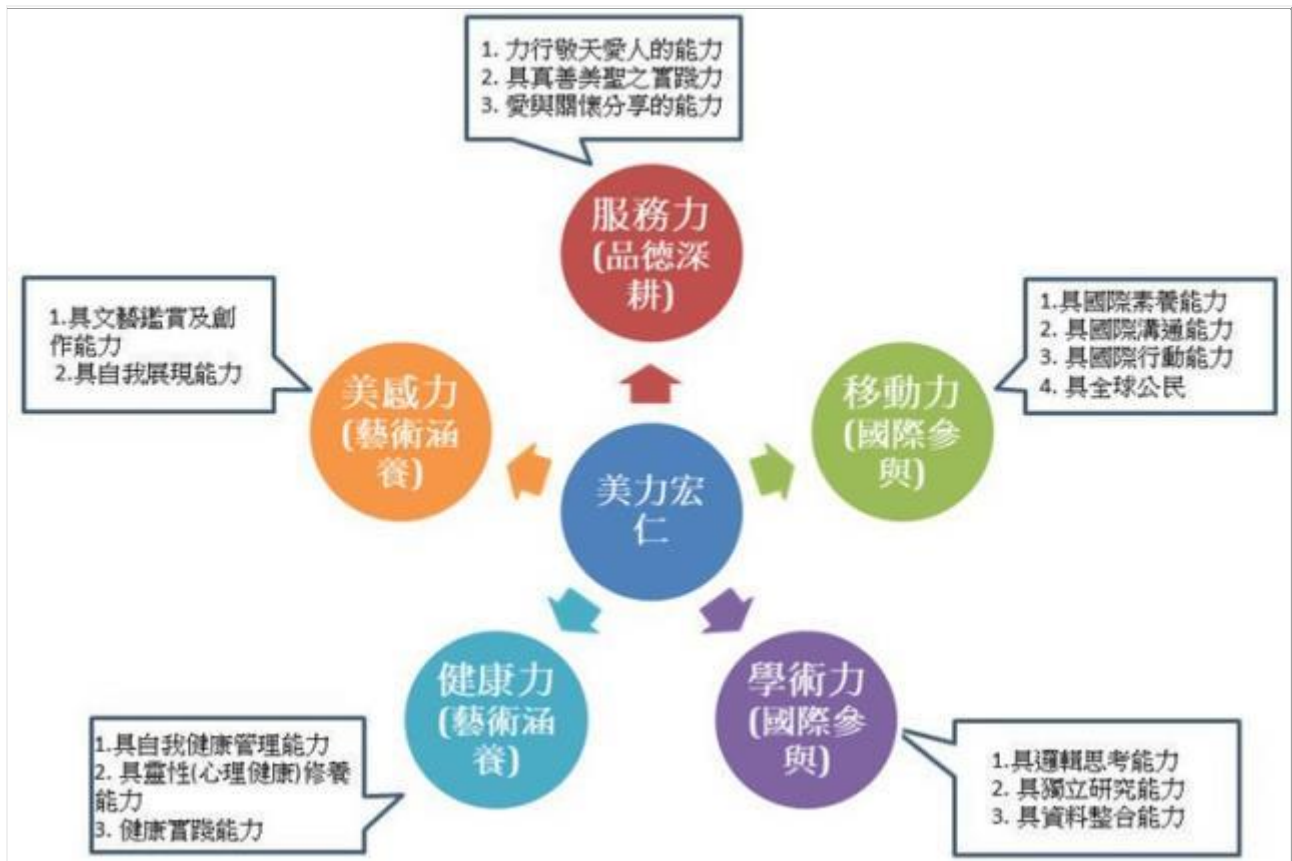 1. 力行敬天愛人的能力
2. 具真善美聖之實踐力
3. 愛與關懷分享的能力
服務力
(品德深
耕)
1.具文藝鑑賞及創
作能力
2.具自我展現能力
美感力
(藝術涵
養)
1.具國際素養能力
2. 具國際溝通能力
3. 具國際行動能力
4. 具全球公民
移動力
(國際參
與)
美力宏
仁
健康力
(藝術涵
養)
1.具自我健康管理能力
2. 具靈性(心理健康)修養
能力
3. 健康實踐能力
學術力
(國際參
與)
1.具邏輯思考能力
2. 具獨立研究能力
3. 具資料整合能力